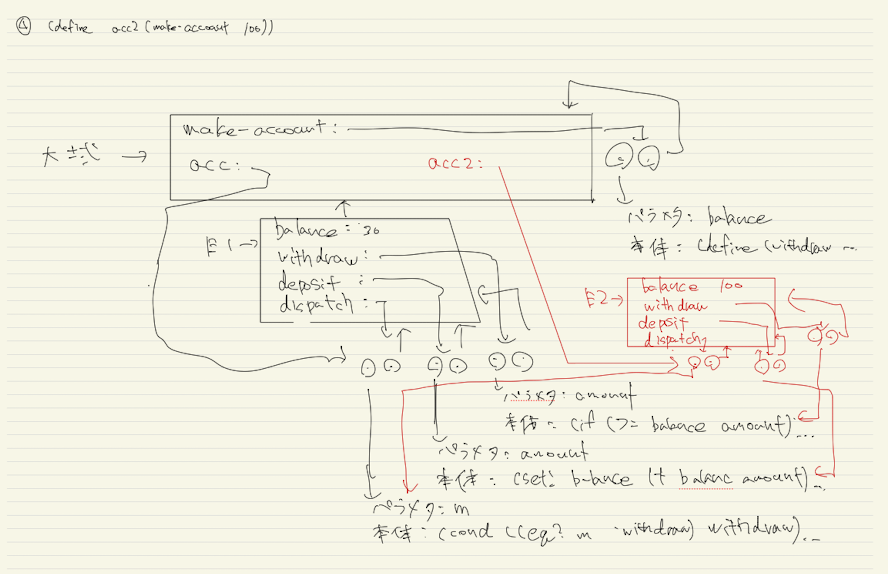 ④ (define acc2 (make-account 100))
make-account:
大域 →
acc:
acc2:
パラメタ: balance
本体: (define (withdraw ...
E1 →
balance: 30
withdraw:
deposit:
dispatch:
E2 →
balance 100
withdraw
deposit
dispatch
パラメタ: amount
本体: (if (>= balance amount) ...
パラメタ: amount
本体: (set! balance (+ balanc amount) ...
パラメタ: m
本体: (cond ((eq? m 'withdraw) withdraw) ...